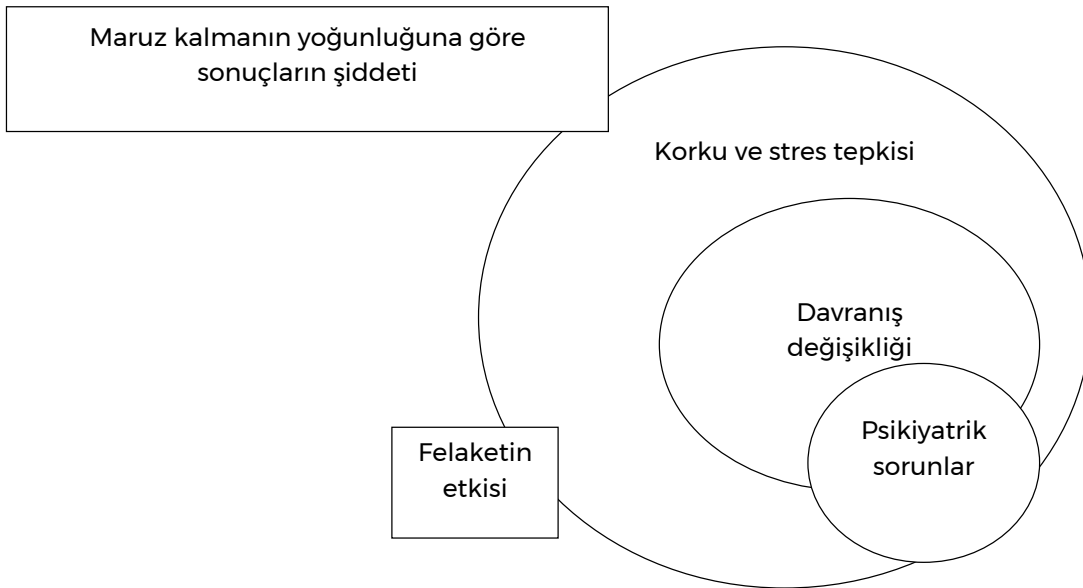 Maruz kalmanın yoğunluğuna göre
sonuçların şiddeti
Korku ve stres tepkisi
Davranış
değişikliği
Psikiyatrik
sorunlar
Felaketin
etkisi